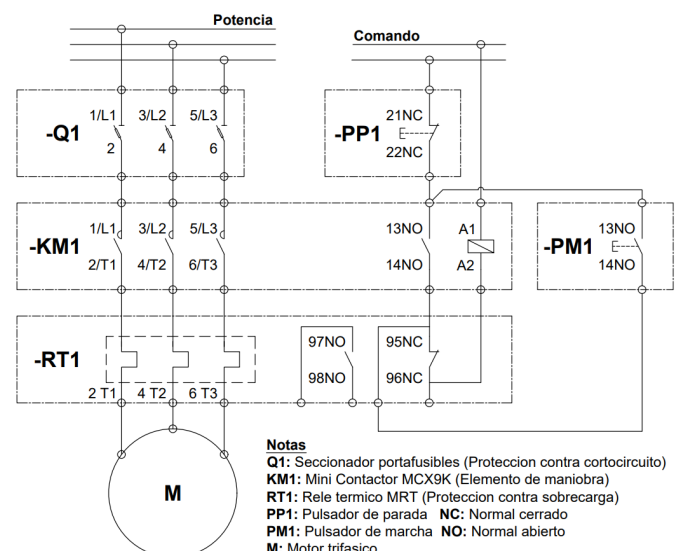 Potencia
Comando
1/L1 3/L2 5/L3
-Q1
2 4 6
21NC
-PP1
22NC
1/L1 3/L2 5/L3
-KM1
2/T1 4/T2 6/T3
13NO A1
14NO A2
13NO
-PM1
14NO
-RT1
97NO 95NC
98NO 96NC
2 T1 4 T2 6 T3
M
Notas
Q1: Seccionador portafusibles (Proteccion contra cortocircuito)
KM1: Mini Contactor MCX9K (Elemento de maniobra)
RT1: Rele termico MRT (Proteccion contra sobrecarga)
PP1: Pulsador de parada NC: Normal cerrado
PM1: Pulsador de marcha NO: Normal abierto
M: Motor trifasico